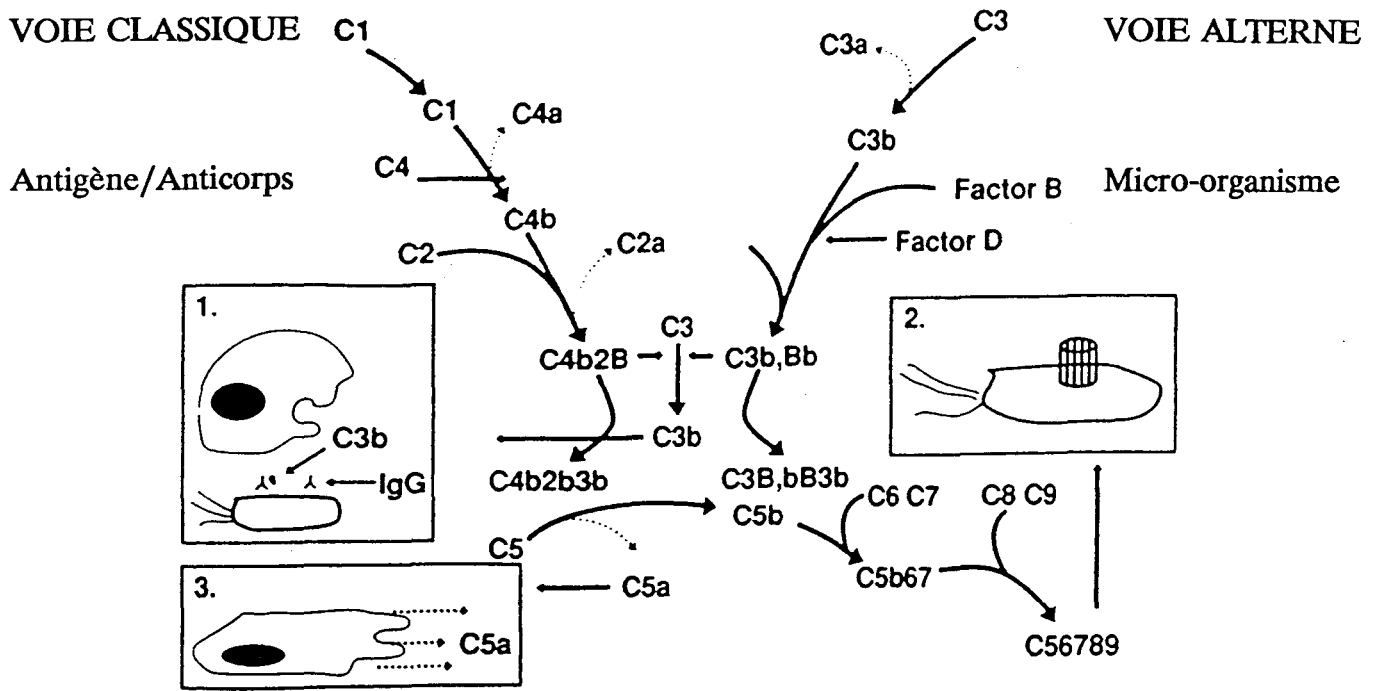 VOIE CLASSIQUE C1 C3a C3 VOIE ALTERNE
C1 C4a
C3b
C4
Antigène/Anticorps
Factor B Micro-organisme
C4b
C2 C2a
Factor D
1.
2.
C3
C4b2B C3b,Bb
C3b
C3b
IgG
C4b2b3b C3B,bB3b
C5b
C6 C7 C8 C9
C5
C5b67
3.
C5a
C5a
C56789